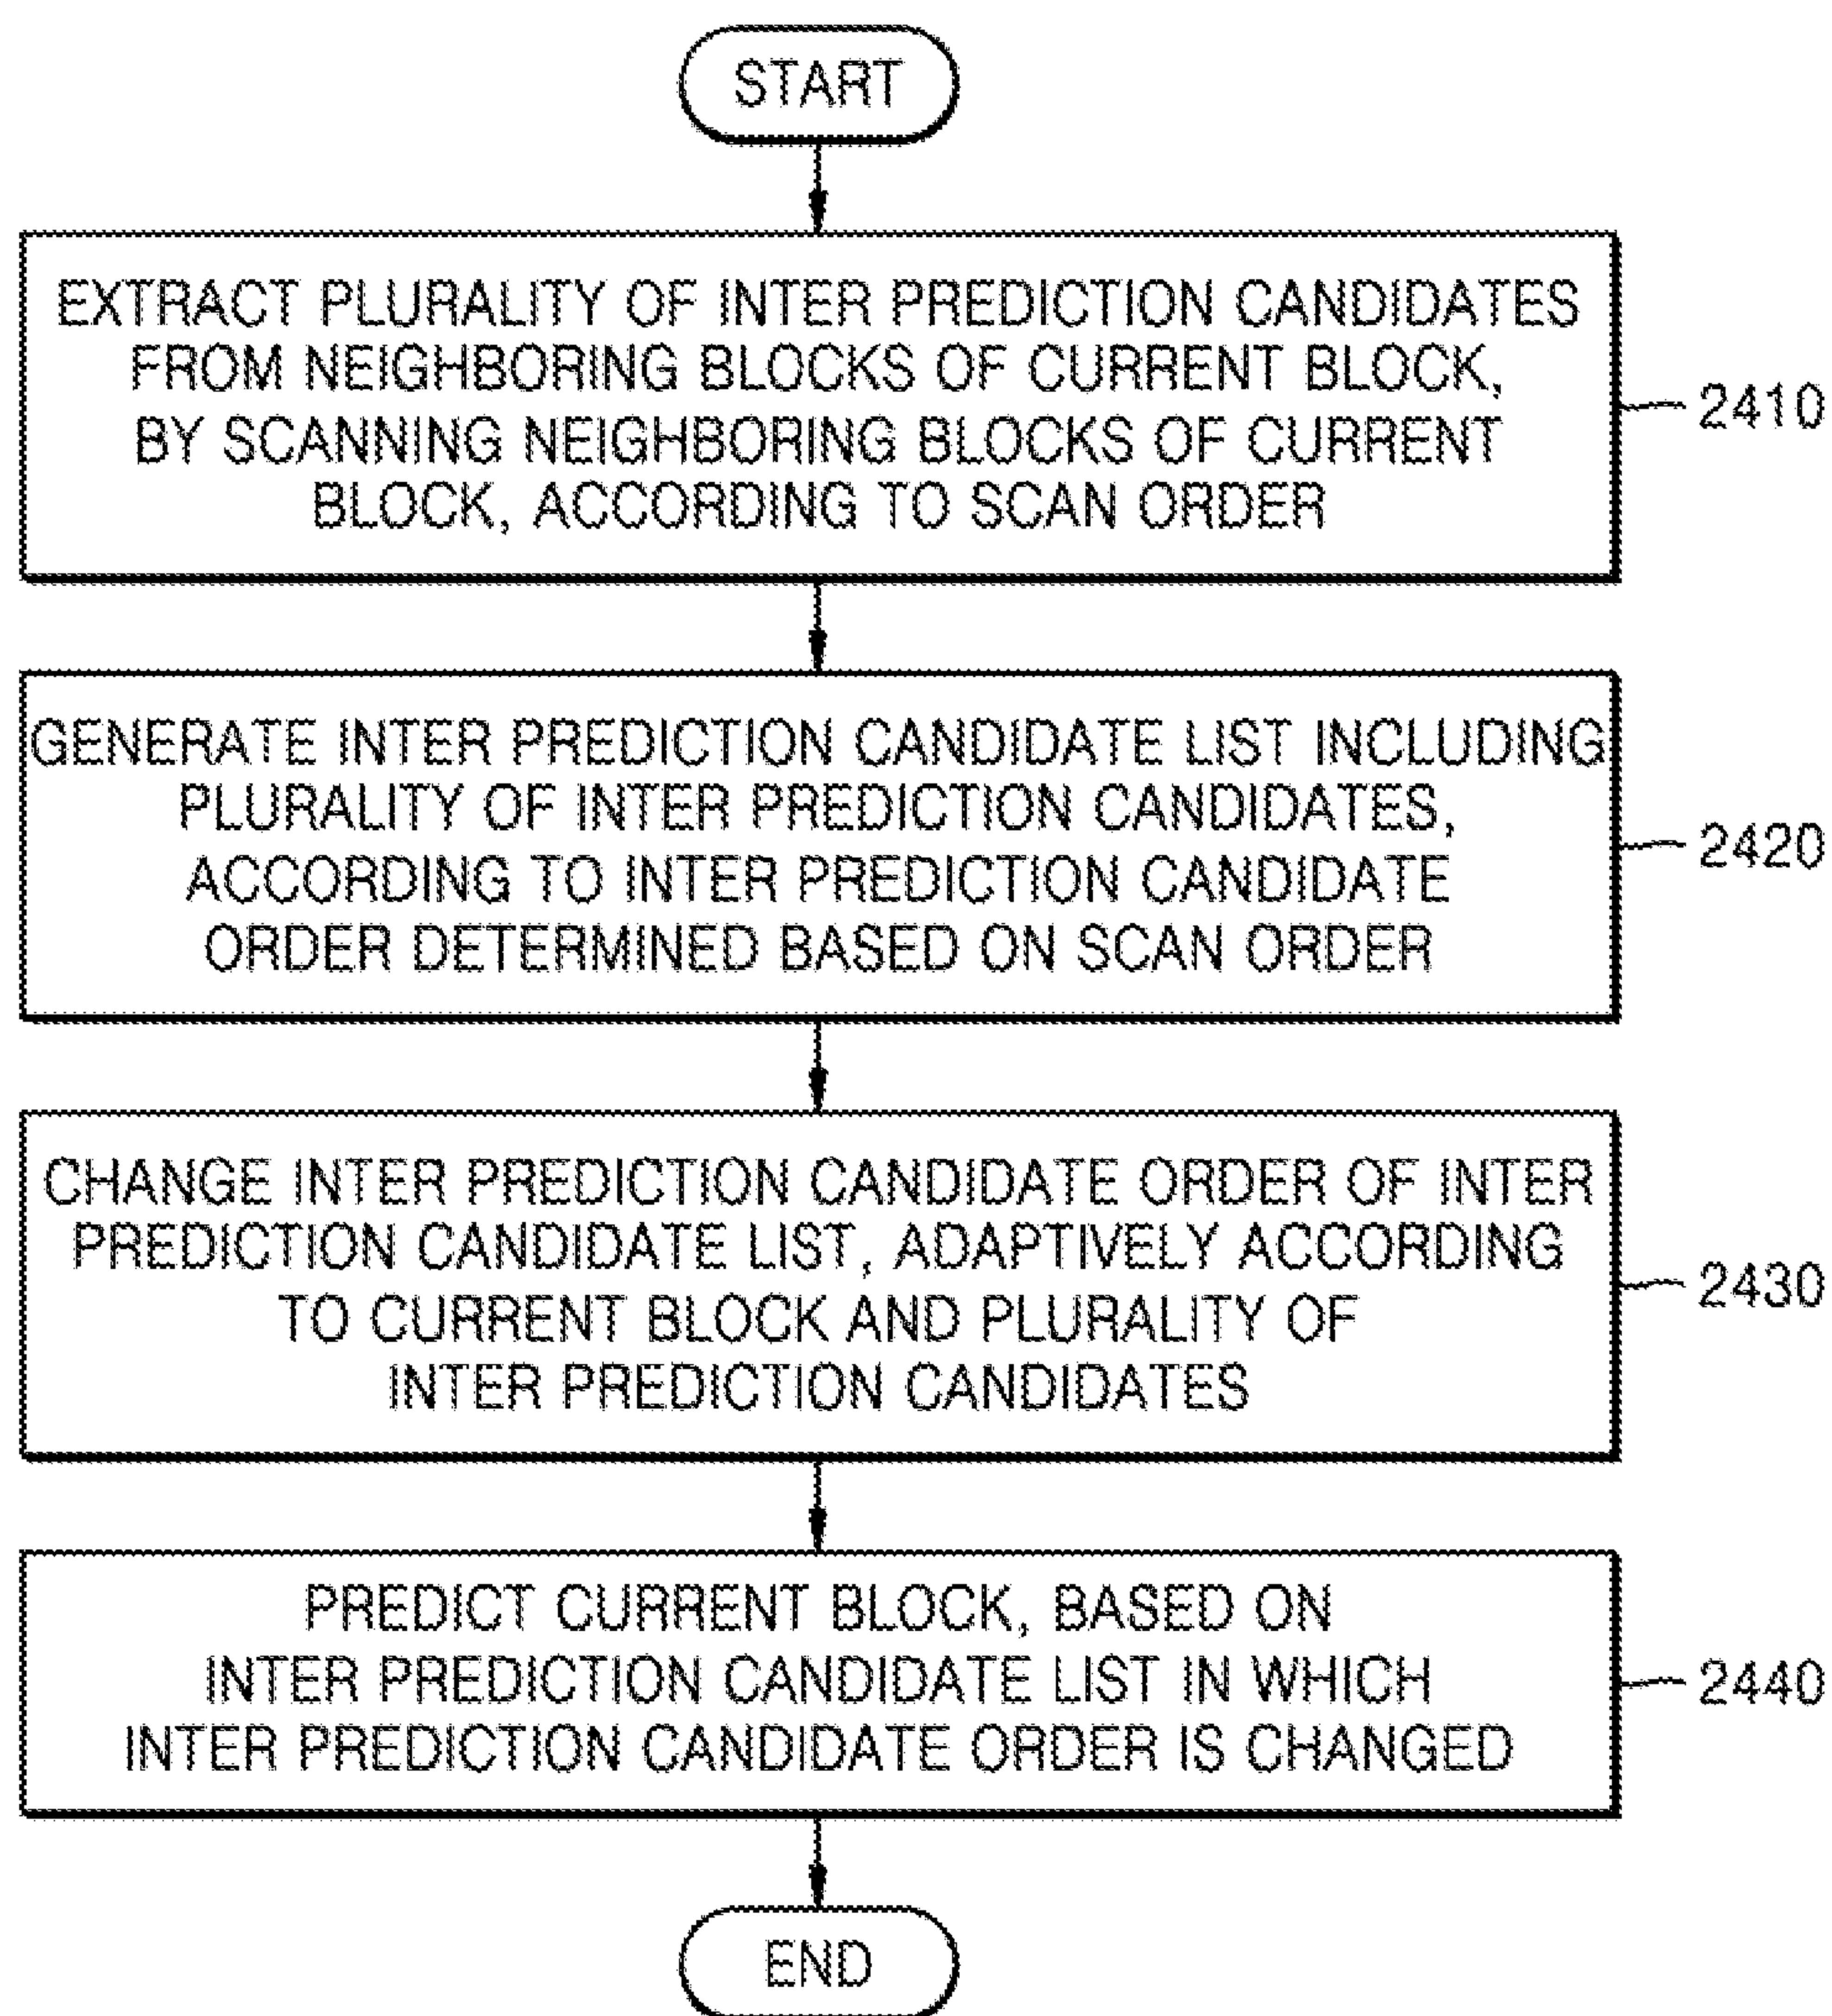 START
EXTRACT PLURALITY OF INTER PREDICTION CANDIDATES
FROM NEIGHBORING BLOCKS OF CURRENT BLOCK,
BY SCANNING NEIGHBORING BLOCKS OF CURRENT
BLOCK, ACCORDING TO SCAN ORDER
2410
GENERATE INTER PREDICTION CANDIDATE LIST INCLUDING
PLURALITY OF INTER PREDICTION CANDIDATES,
ACCORDING TO INTER PREDICTION CANDIDATE
ORDER DETERMINED BASED ON SCAN ORDER
2420
CHANGE INTER PREDICTION CANDIDATE ORDER OF INTER
PREDICTION CANDIDATE LIST, ADAPTIVELY ACCORDING
TO CURRENT BLOCK AND PLURALITY OF
INTER PREDICTION CANDIDATES
2430
PREDICT CURRENT BLOCK, BASED ON
INTER PREDICTION CANDIDATE LIST IN WHICH
INTER PREDICTION CANDIDATE ORDER IS CHANGED
2440
END